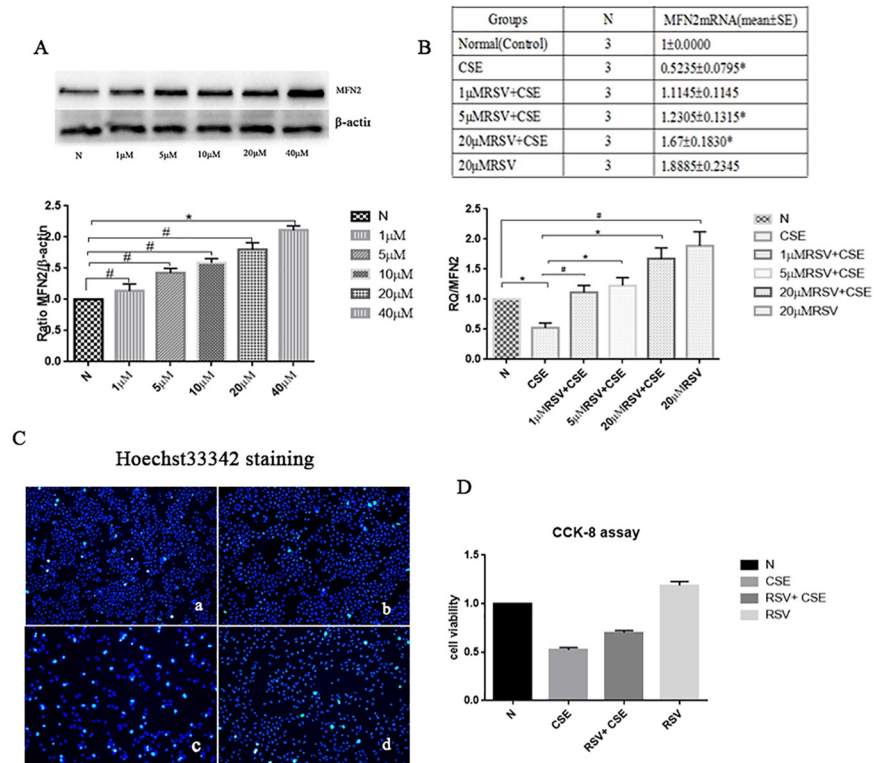 A
MFN2
β-actin
N 1μM 5μM 10μM 20μM 40μM
Ratio MFN2/β-actin
2.5
2.0
1.5
1.0
0.5
0.0
*
#
#
#
#
N 1μM 5μM 10μM 20μM 40μM
N
1μM
5μM
10μM
20μM
40μM
B
Groups N MFN2mRNA(mean±SE)
Normal(Control) 3 1±0.0000
CSE 3 0.5235±0.0795*
1μMRSV+CSE 3 1.1145±0.1145
5μMRSV+CSE 3 1.2305±0.1315*
20μMRSV+CSE 3 1.67±0.1830*
20μMRSV 3 1.8885±0.2345
RQ/MFN2
2.5
2.0
1.5
1.0
0.5
0.0
#
*
*
*
#
N CSE 1μMRSV+CSE 5μMRSV+CSE 20μMRSV+CSE 20μMRSV
N
CSE
1μMRSV+CSE
5μMRSV+CSE
20μMRSV+CSE
20μMRSV
C
Hoechst33342 staining
a
b
c
d
D
CCK-8 assay
cell viability
1.5
1.0
0.5
0.0
N CSE RSV+ CSE RSV
N
CSE
RSV+ CSE
RSV